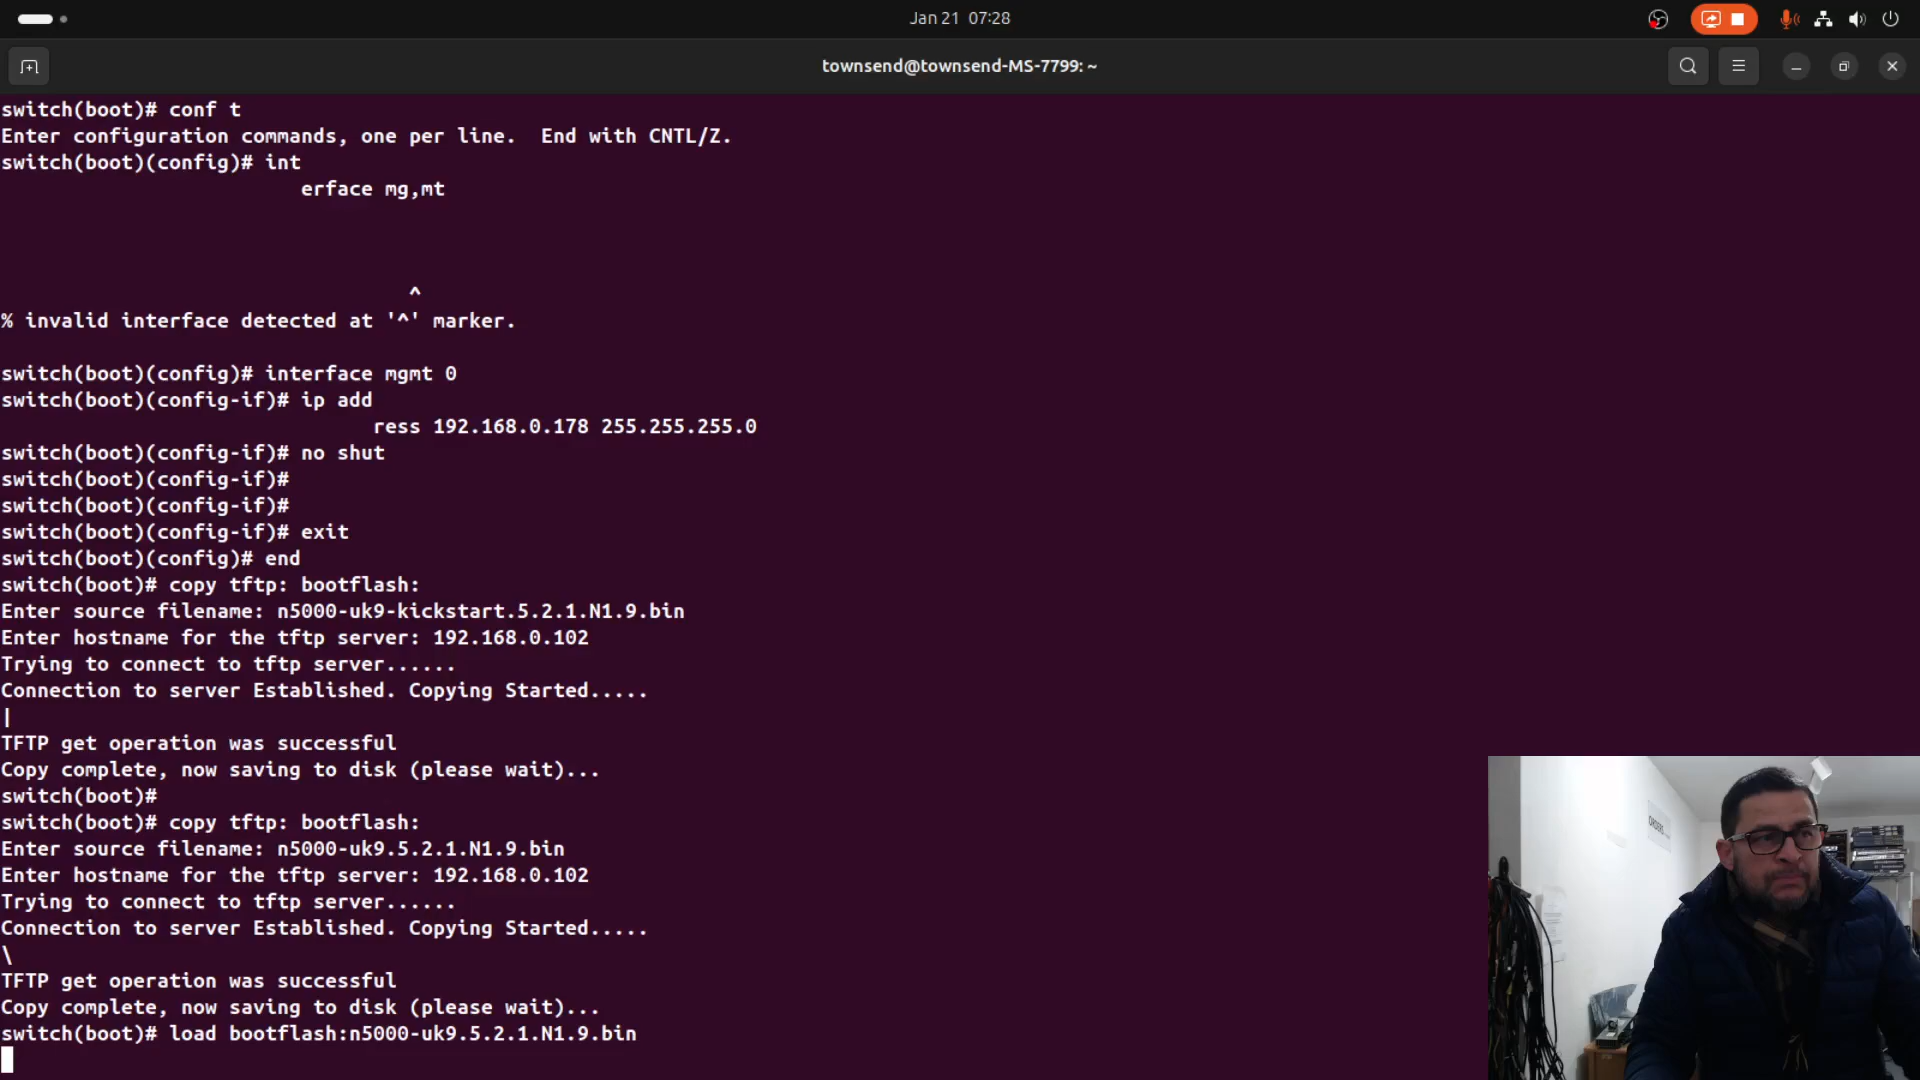 Jan 21 07:28
townsend@townsend-MS-7799: ~
switch(boot)# conf t
Enter configuration commands, one per line.  End with CNTL/Z.
switch(boot)(config)# int
erface mg,mt
^
% invalid interface detected at '^' marker.
switch(boot)(config)# interface mgmt 0
switch(boot)(config-if)# ip add
ress 192.168.0.178 255.255.255.0
switch(boot)(config-if)# no shut
switch(boot)(config-if)#
switch(boot)(config-if)#
switch(boot)(config-if)# exit
switch(boot)(config)# end
switch(boot)# copy tftp: bootflash:
Enter source filename: n5000-uk9-kickstart.5.2.1.N1.9.bin
Enter hostname for the tftp server: 192.168.0.102
Trying to connect to tftp server......
Connection to server Established. Copying Started.....
|
TFTP get operation was successful
Copy complete, now saving to disk (please wait)...
switch(boot)#
switch(boot)# copy tftp: bootflash:
Enter source filename: n5000-uk9.5.2.1.N1.9.bin
Enter hostname for the tftp server: 192.168.0.102
Trying to connect to tftp server......
Connection to server Established. Copying Started.....
\
TFTP get operation was successful
Copy complete, now saving to disk (please wait)...
switch(boot)# load bootflash:n5000-uk9.5.2.1.N1.9.bin
ORDERS